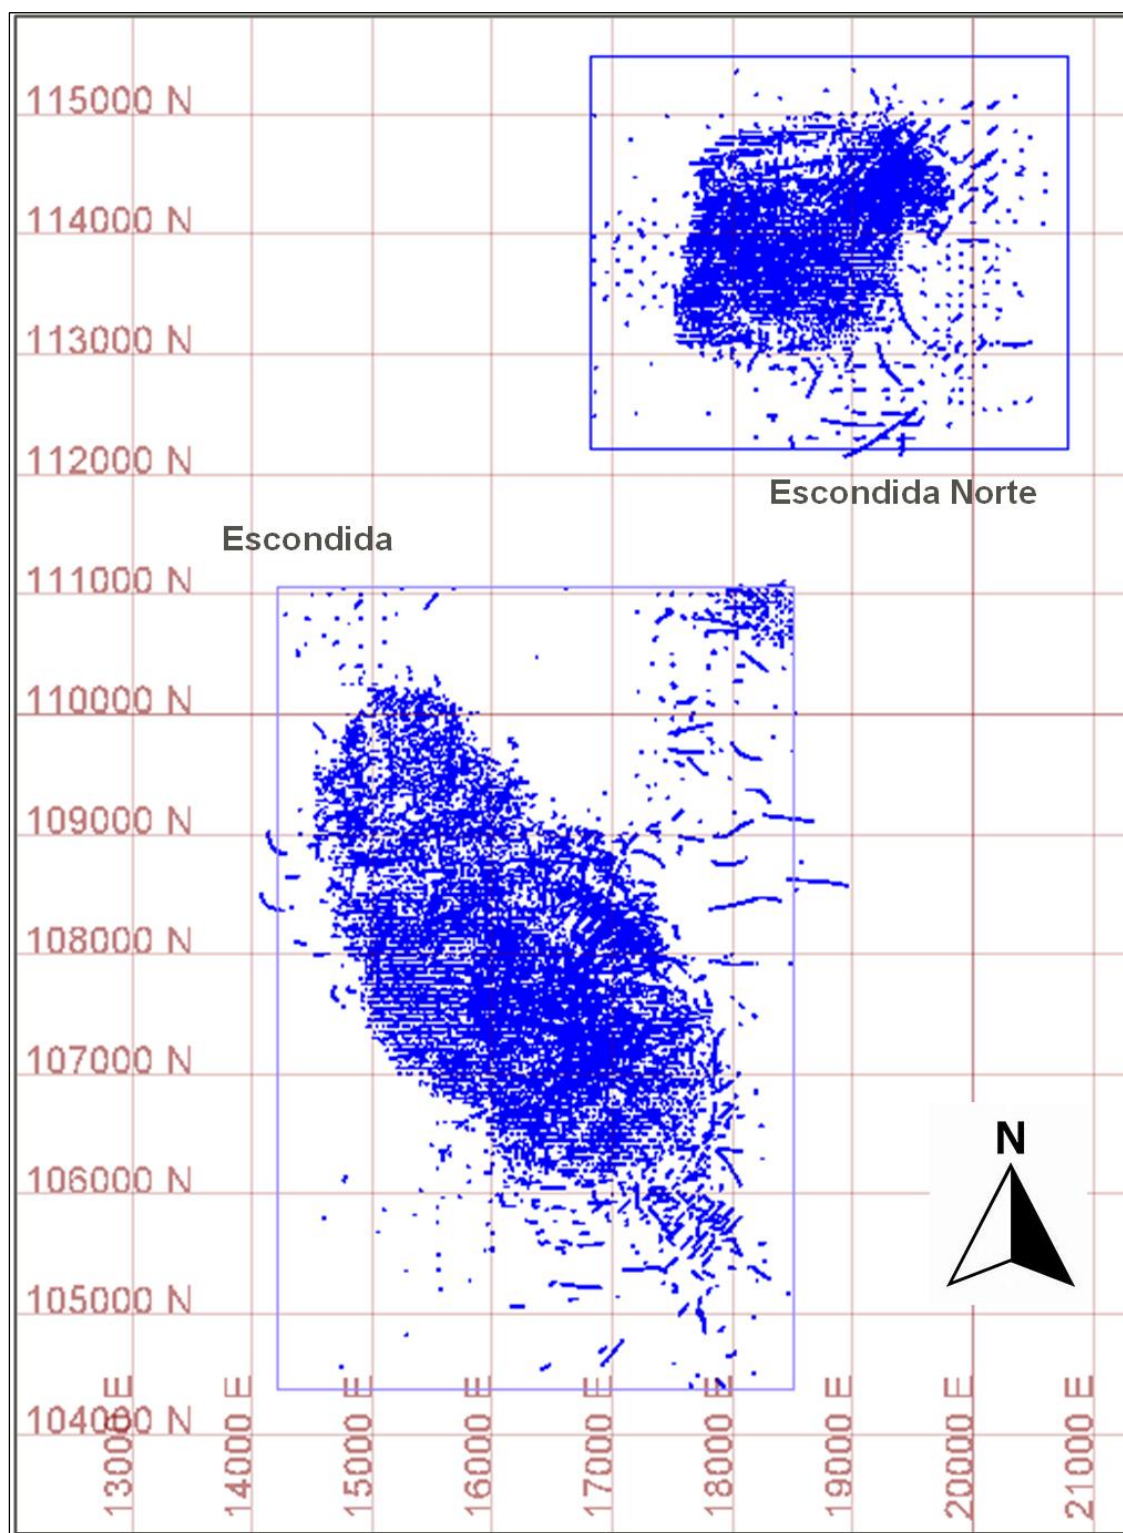 115000 N
114000 N
113000 N
112000 N
Escondida Norte
Escondida
111000 N
110000 N
109000 N
108000 N
107000 N
N
106000 N
105000 N
104000 N
13000 E
14000 E
15000 E
16000 E
17000 E
18000 E
19000 E
20000 E
21000 E